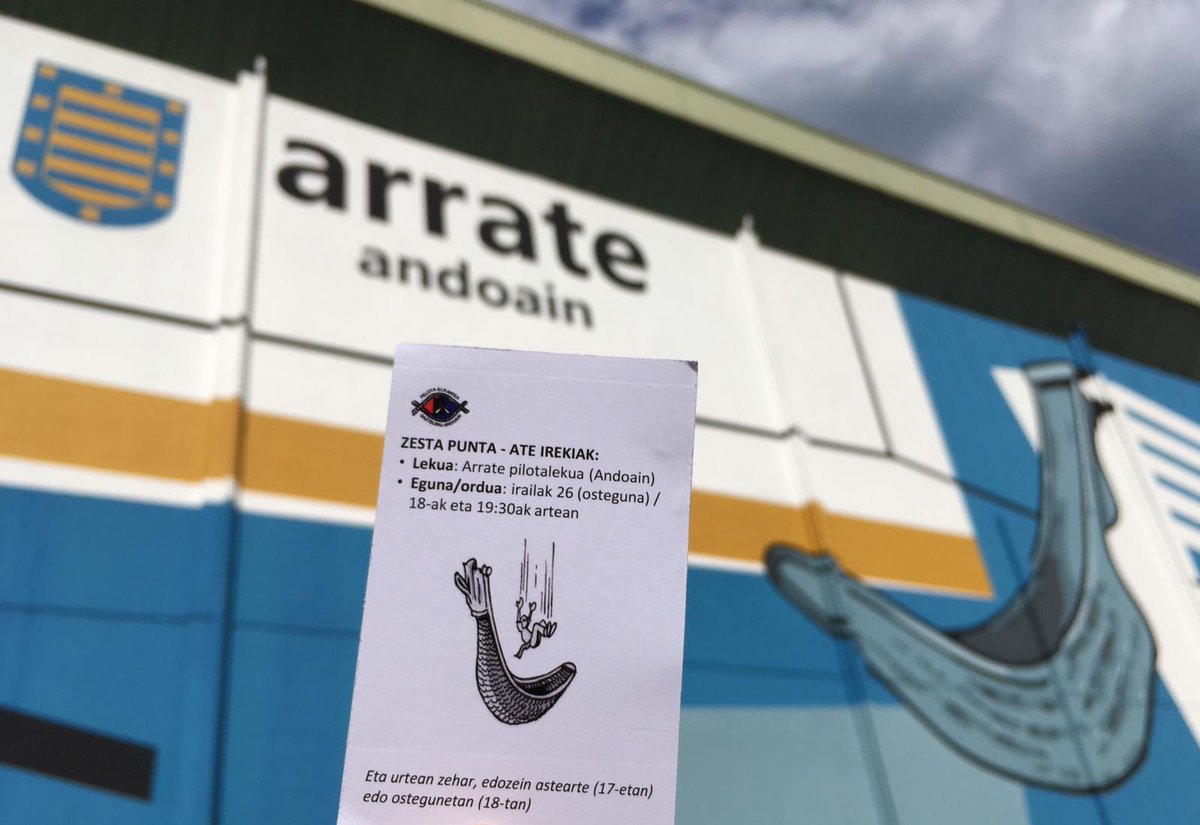 arrate
andoain
ZESTA PUNTA - ATE IREKIAK:
• Lekua: Arrate pilotalekua (Andoain)
• Eguna/ordua: irailak 26 (osteguna) /
18-ak eta 19:30ak artean
Eta urtean zehar, edozein astearte (17-etan)
edo ostegunetan (18-tan)